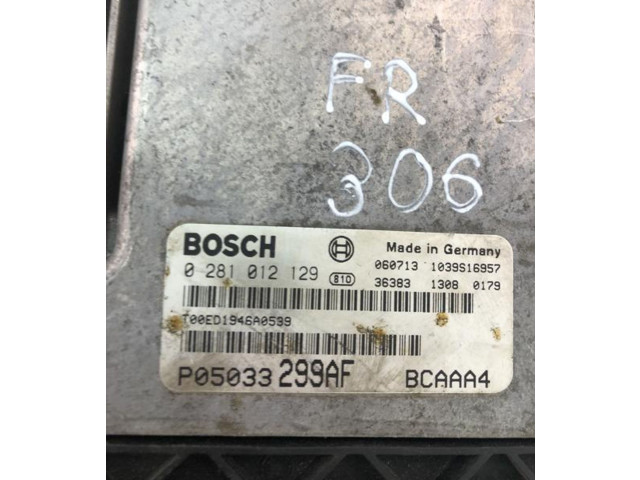 FR
306
BOSCH Made in Germany
0 281 012 129 810 060713 1039S16957
36383 1308 0179
T00ED1946A0539
P05033 299AF BCAAA4